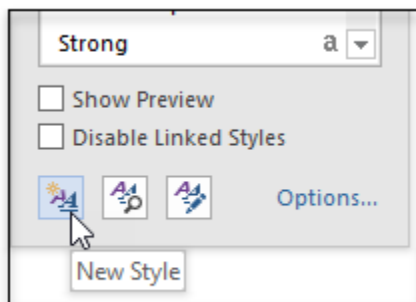 Strong a
Show Preview
Disable Linked Styles
Options...
New Style